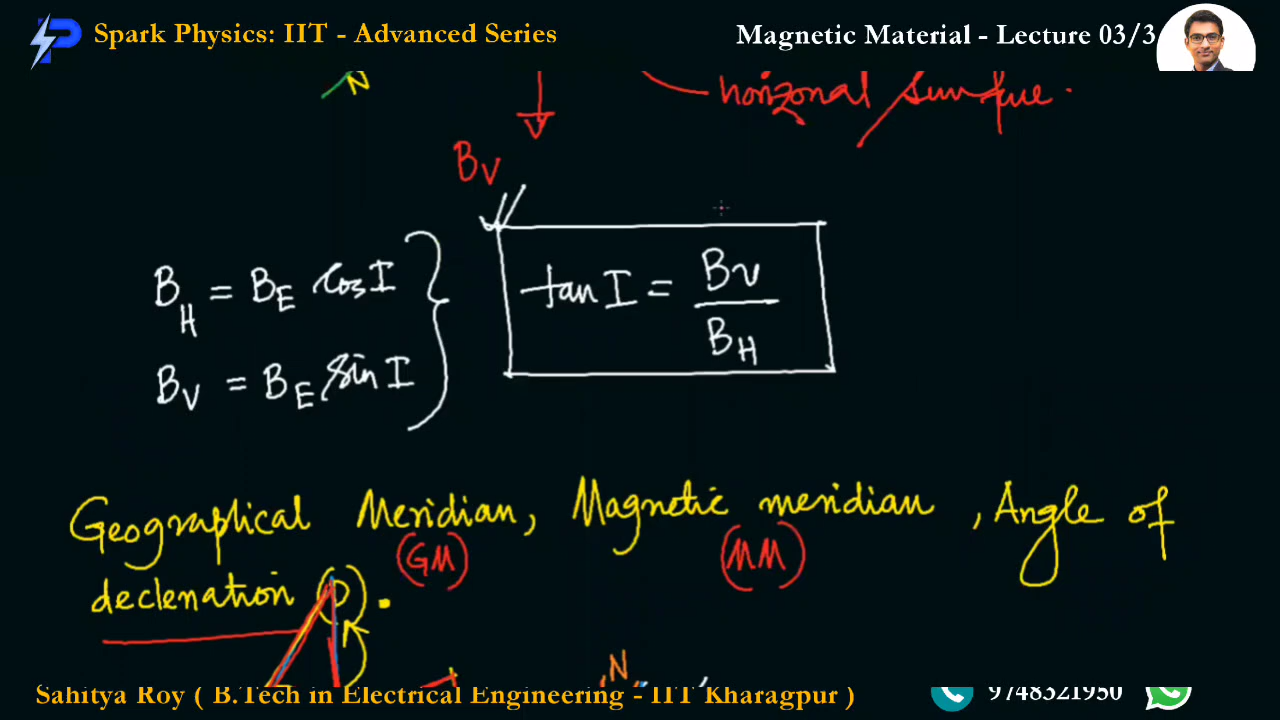 Spark Physics: IIT - Advanced Series
Magnetic Material - Lecture 03/3
N
horizonal
BV
BH = BE cos I
BV = BE sin I
tan I = BV / BH
Geographical Meridian, Magnetic meridian, Angle of
(GM) (MM)
declenation (D).
N
Sahitya Roy ( B.Tech in Electrical Engineering - IIT Kharagpur )
9748321950